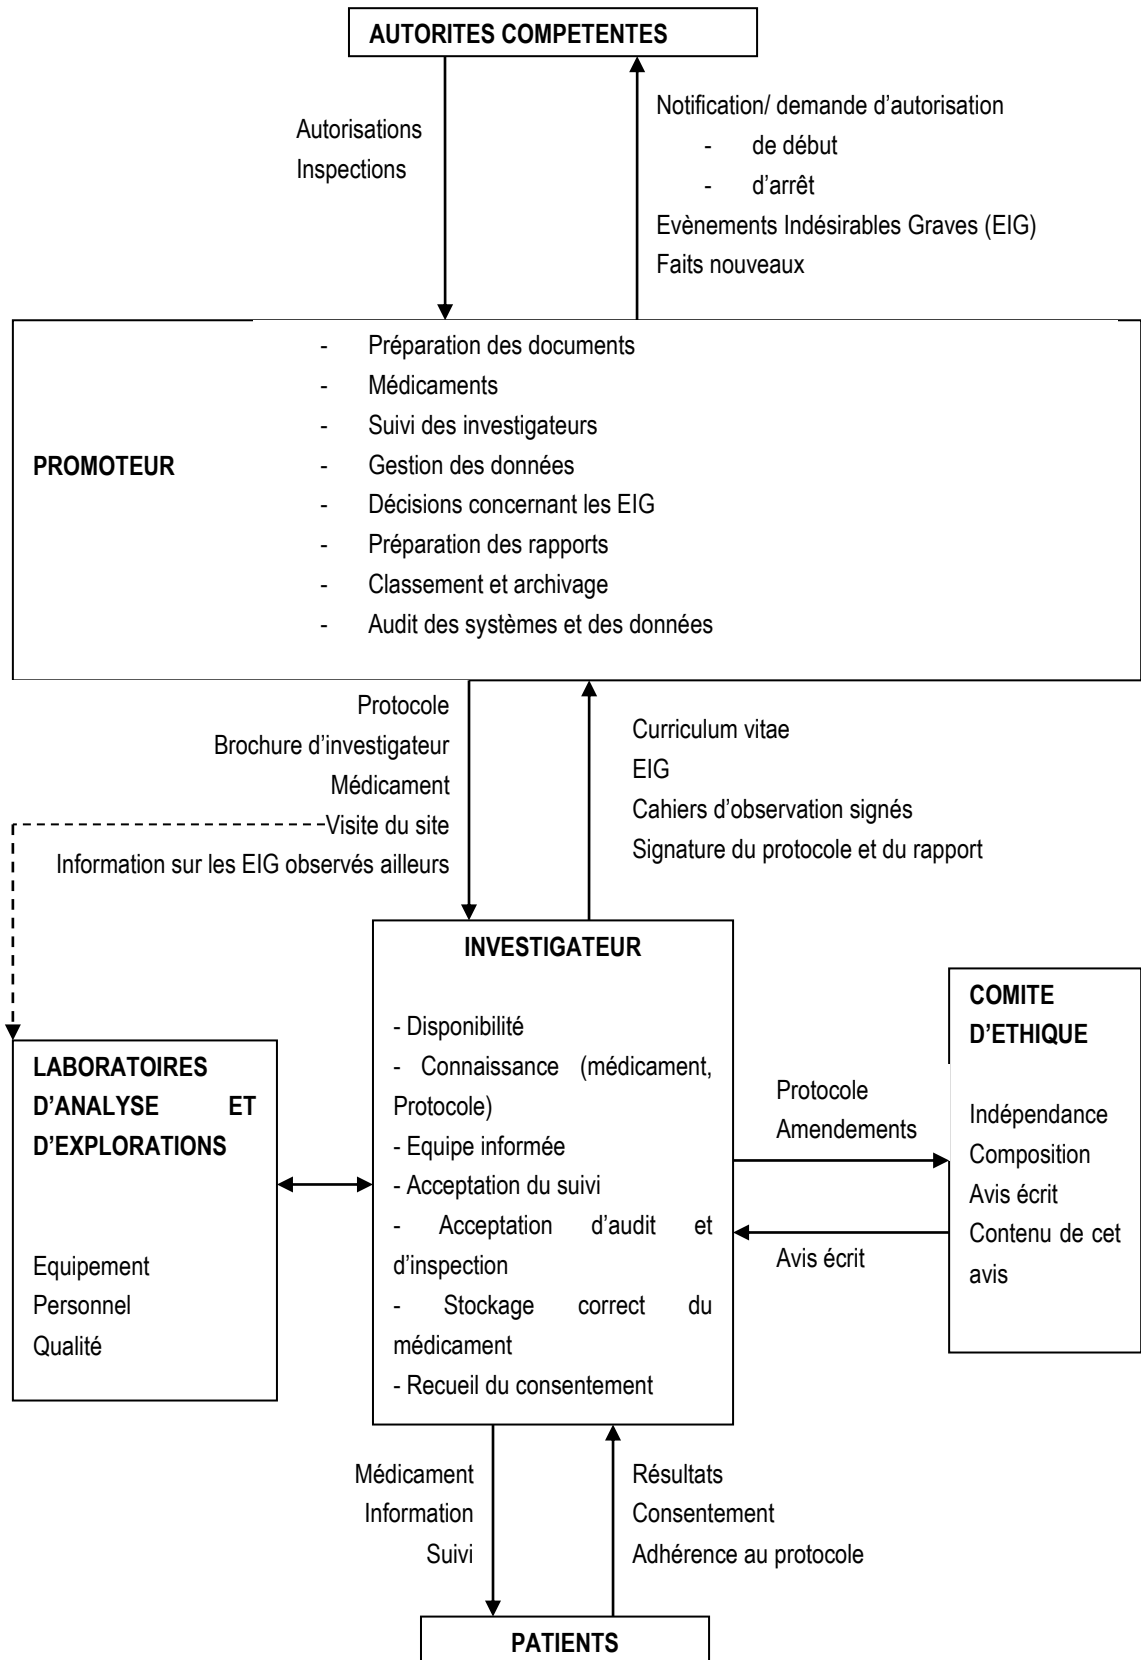 AUTORITES COMPETENTES
Autorisations
Inspections
Notification/ demande d’autorisation
- de début
- d’arrêt
Evènements Indésirables Graves (EIG)
Faits nouveaux
PROMOTEUR
- Préparation des documents
- Médicaments
- Suivi des investigateurs
- Gestion des données
- Décisions concernant les EIG
- Préparation des rapports
- Classement et archivage
- Audit des systèmes et des données
Protocole
Brochure d’investigateur
Médicament
Visite du site
Information sur les EIG observés ailleurs
Curriculum vitae
EIG
Cahiers d’observation signés
Signature du protocole et du rapport
LABORATOIRES
D’ANALYSE ET
D’EXPLORATIONS
Equipement
Personnel
Qualité
INVESTIGATEUR
- Disponibilité
- Connaissance (médicament,
Protocole)
- Equipe informée
- Acceptation du suivi
- Acceptation d’audit et
d’inspection
- Stockage correct du
médicament
- Recueil du consentement
Protocole
Amendements
Avis écrit
COMITE
D’ETHIQUE
Indépendance
Composition
Avis écrit
Contenu de cet
avis
Médicament
Information
Suivi
Résultats
Consentement
Adhérence au protocole
PATIENTS